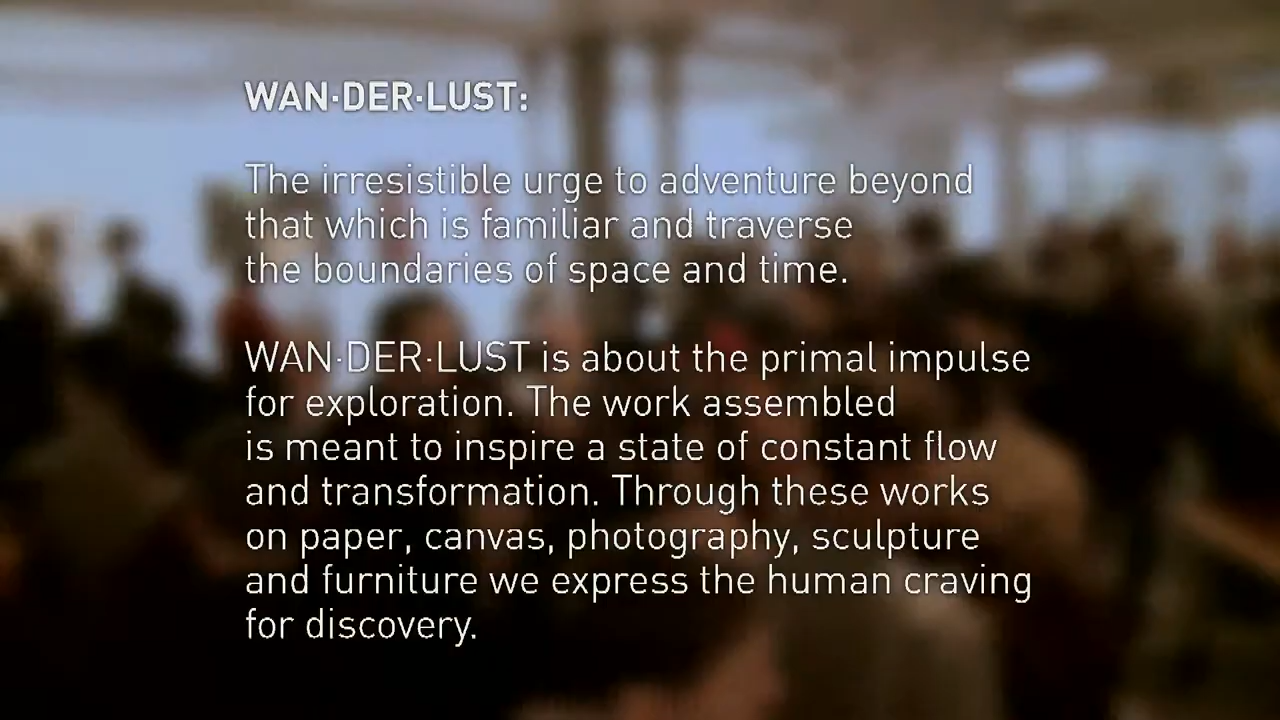 WAN·DER·LUST:
The irresistible urge to adventure beyond
that which is familiar and traverse
the boundaries of space and time.
WAN·DER·LUST is about the primal impulse
for exploration. The work assembled
is meant to inspire a state of constant flow
and transformation. Through these works
on paper, canvas, photography, sculpture
and furniture we express the human craving
for discovery.